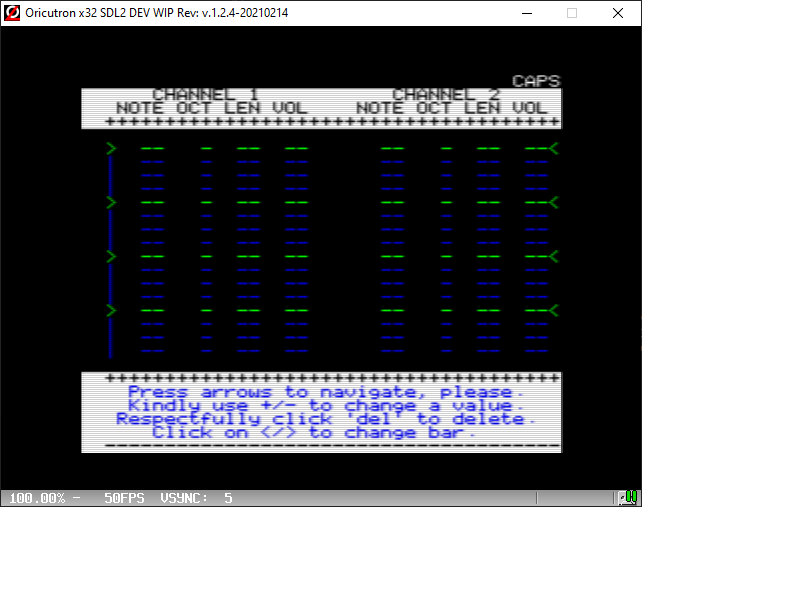 Oricutron x32 SDL2 DEV WIP Rev: v.1.2.4-20210214
CAPS
CHANNEL 1 CHANNEL 2
NOTE OCT LEN VOL NOTE OCT LEN VOL
++++++++++++++++++++++++++++++++++++++
> -- - -- -- -- - -- --<
-- - -- -- -- - -- --
-- - -- -- -- - -- --
-- - -- -- -- - -- --
> -- - -- -- -- - -- --<
-- - -- -- -- - -- --
-- - -- -- -- - -- --
-- - -- -- -- - -- --
> -- - -- -- -- - -- --<
-- - -- -- -- - -- --
-- - -- -- -- - -- --
-- - -- -- -- - -- --
> -- - -- -- -- - -- --<
-- - -- -- -- - -- --
-- - -- -- -- - -- --
-- - -- -- -- - -- --
++++++++++++++++++++++++++++++++++++++
Press arrows to navigate, please.
Kindly use +/- to change a value.
Respectfully click 'del' to delete.
Click on </> to change bar.
--------------------------------------
100.00% - 50FPS VSYNC: 5